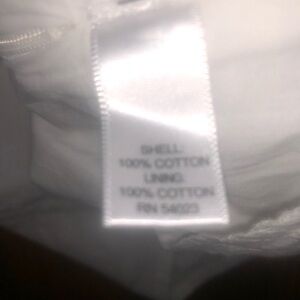 SHELL:
100% COTTON
LINING:
100% COTTON
RN 54023